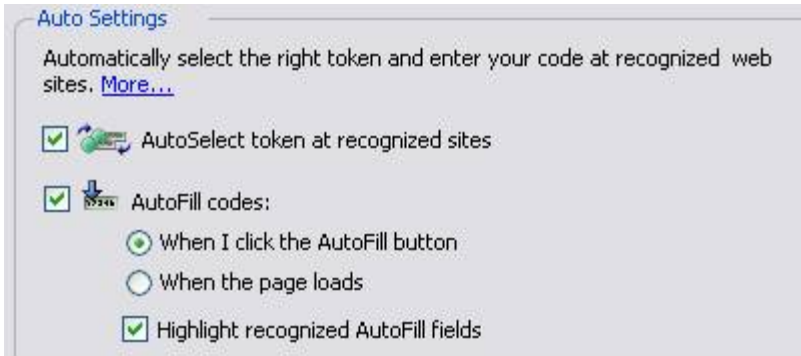 Auto Settings
Automatically select the right token and enter your code at recognized web
sites. More...
AutoSelect token at recognized sites
AutoFill codes:
When I click the AutoFill button
When the page loads
Highlight recognized AutoFill fields